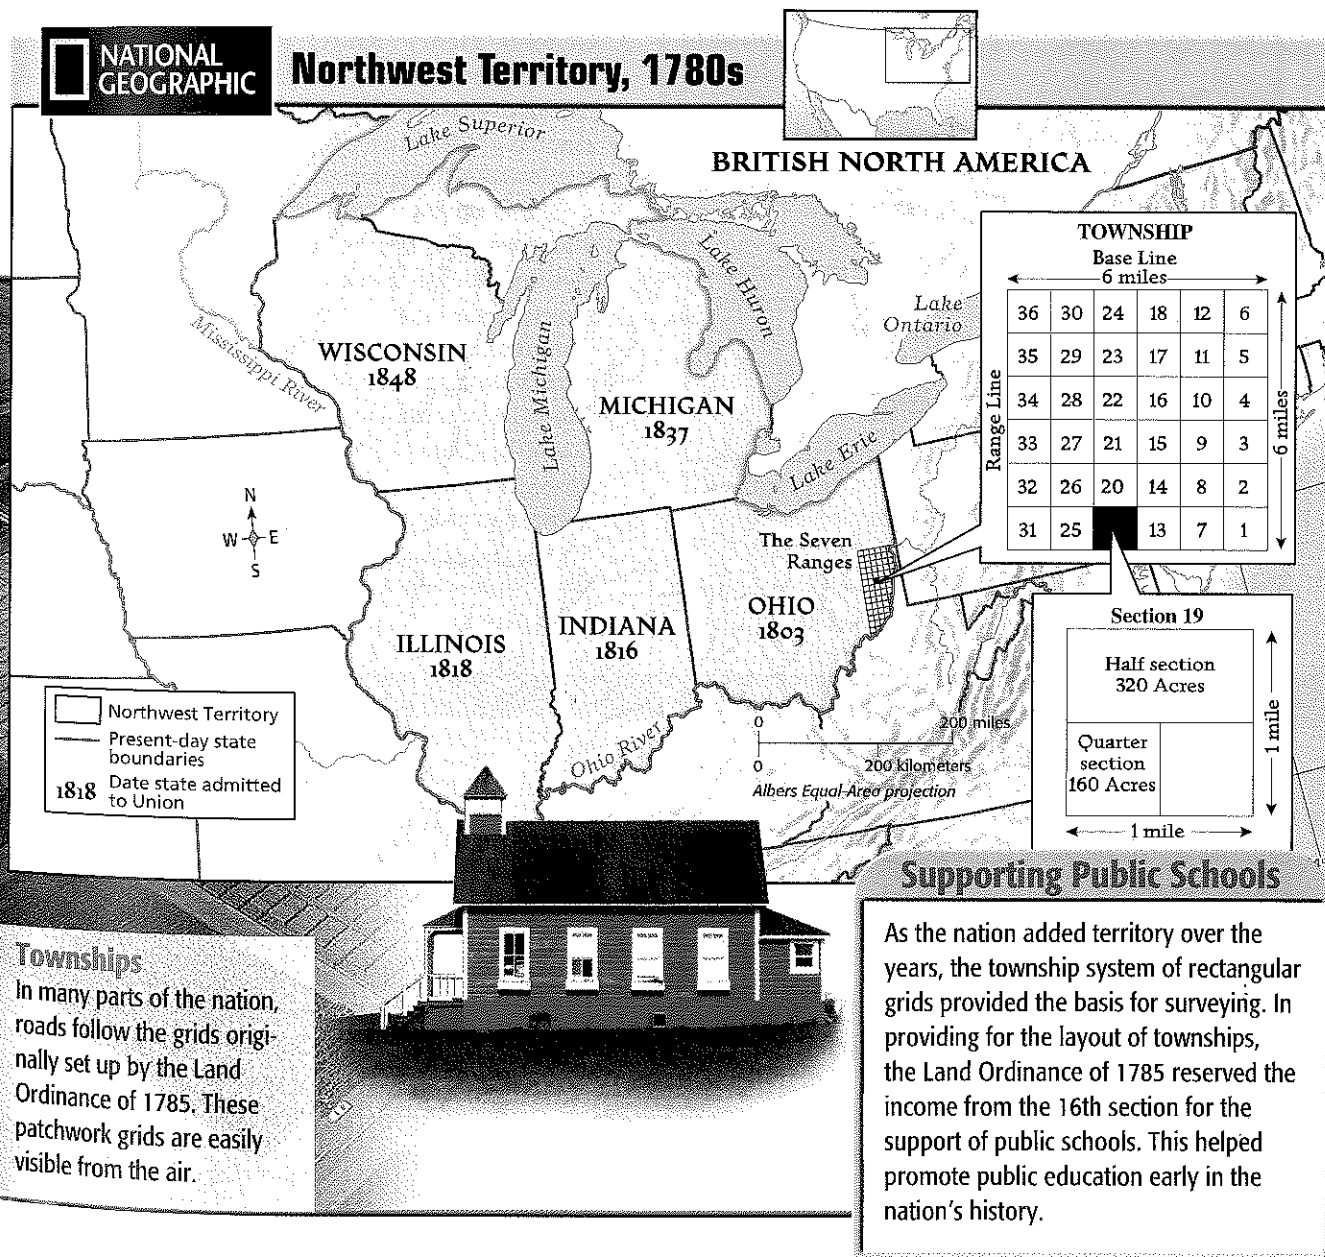 NATIONAL
GEOGRAPHIC
Northwest Territory, 1780s
BRITISH NORTH AMERICA
Lake Superior
Lake Huron
Lake
Ontario
Lake Michigan
Lake Erie
Mississippi River
Ohio River
WISCONSIN
1848
MICHIGAN
1837
ILLINOIS
1818
INDIANA
1816
OHIO
1803
The Seven
Ranges
N
W E
S
Northwest Territory
Present-day state
boundaries
1818 Date state admitted
to Union
0 200 miles
0 200 kilometers
Albers Equal-Area projection
TOWNSHIP
Base Line
6 miles
Range Line
36 30 24 18 12 6
35 29 23 17 11 5
34 28 22 16 10 4
33 27 21 15 9 3
32 26 20 14 8 2
31 25 13 7 1
6 miles
Section 19
Half section
320 Acres
Quarter
section
160 Acres
1 mile
1 mile
Townships
In many parts of the nation,
roads follow the grids origi-
nally set up by the Land
Ordinance of 1785. These
patchwork grids are easily
visible from the air.
Supporting Public Schools
As the nation added territory over the
years, the township system of rectangular
grids provided the basis for surveying. In
providing for the layout of townships,
the Land Ordinance of 1785 reserved the
income from the 16th section for the
support of public schools. This helped
promote public education early in the
nation's history.